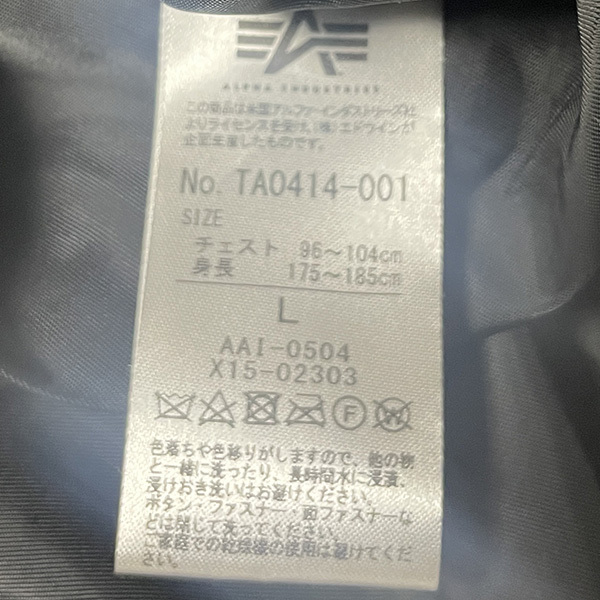 ALPHA INDUSTRIES
この商品は米国アルファーインダストリーズ社
よりライセンスを受け、(株)エドウインが
企画生産したものです。
No. TA0414-001
SIZE
チェスト 96～104cm
身長 175～185cm
L
AAI-0504
X15-02303
F
W
色落ちや色移りがしますので、他の物
と一緒に洗ったり、長時間水に浸漬、
浸けおき洗いはお避けください。
ボタン・ファスナー 面ファスナーな
どは閉じて洗ってください。
ご家庭での乾燥機の使用は避けてくだ
さい。